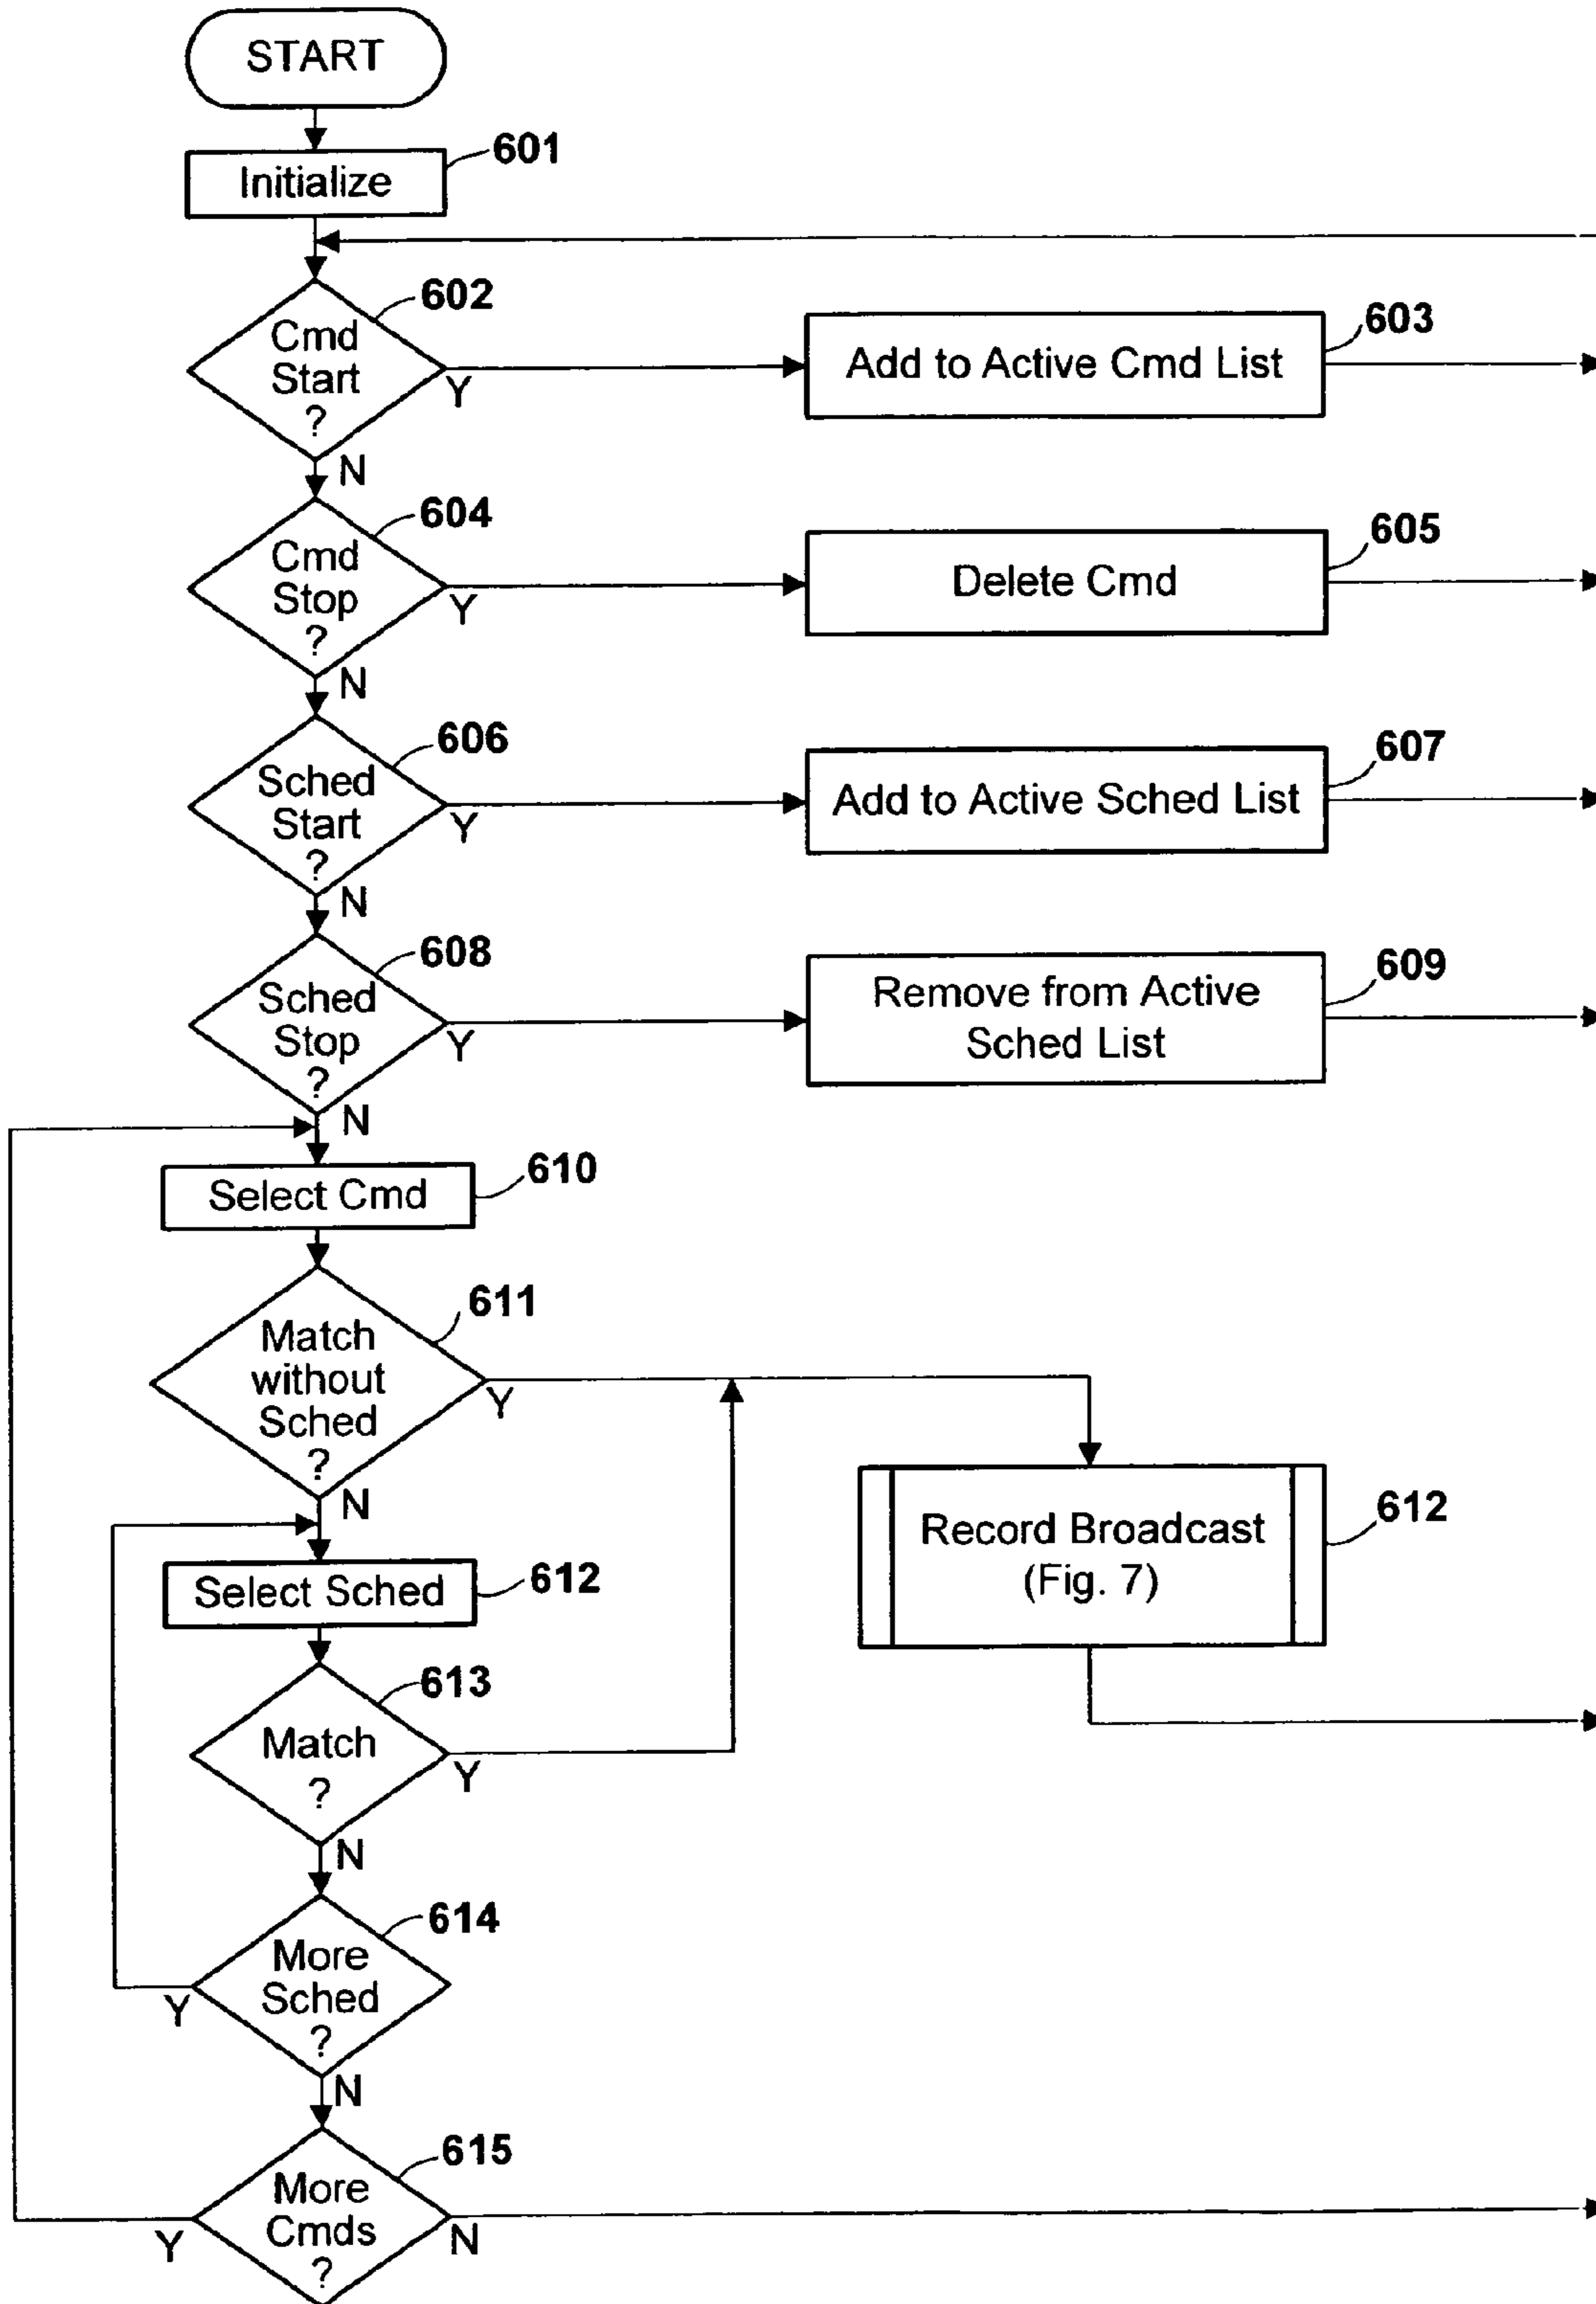 START
601
Initialize
602
Cmd
Start
?
Y
N
603
Add to Active Cmd List
604
Cmd
Stop
?
Y
N
605
Delete Cmd
606
Sched
Start
?
Y
N
607
Add to Active Sched List
608
Sched
Stop
?
Y
N
609
Remove from Active
Sched List
610
Select Cmd
611
Match
without
Sched
?
Y
N
612
Record Broadcast
(Fig. 7)
612
Select Sched
613
Match
?
Y
N
614
More
Sched
?
Y
N
615
More
Cmds
?
Y
N